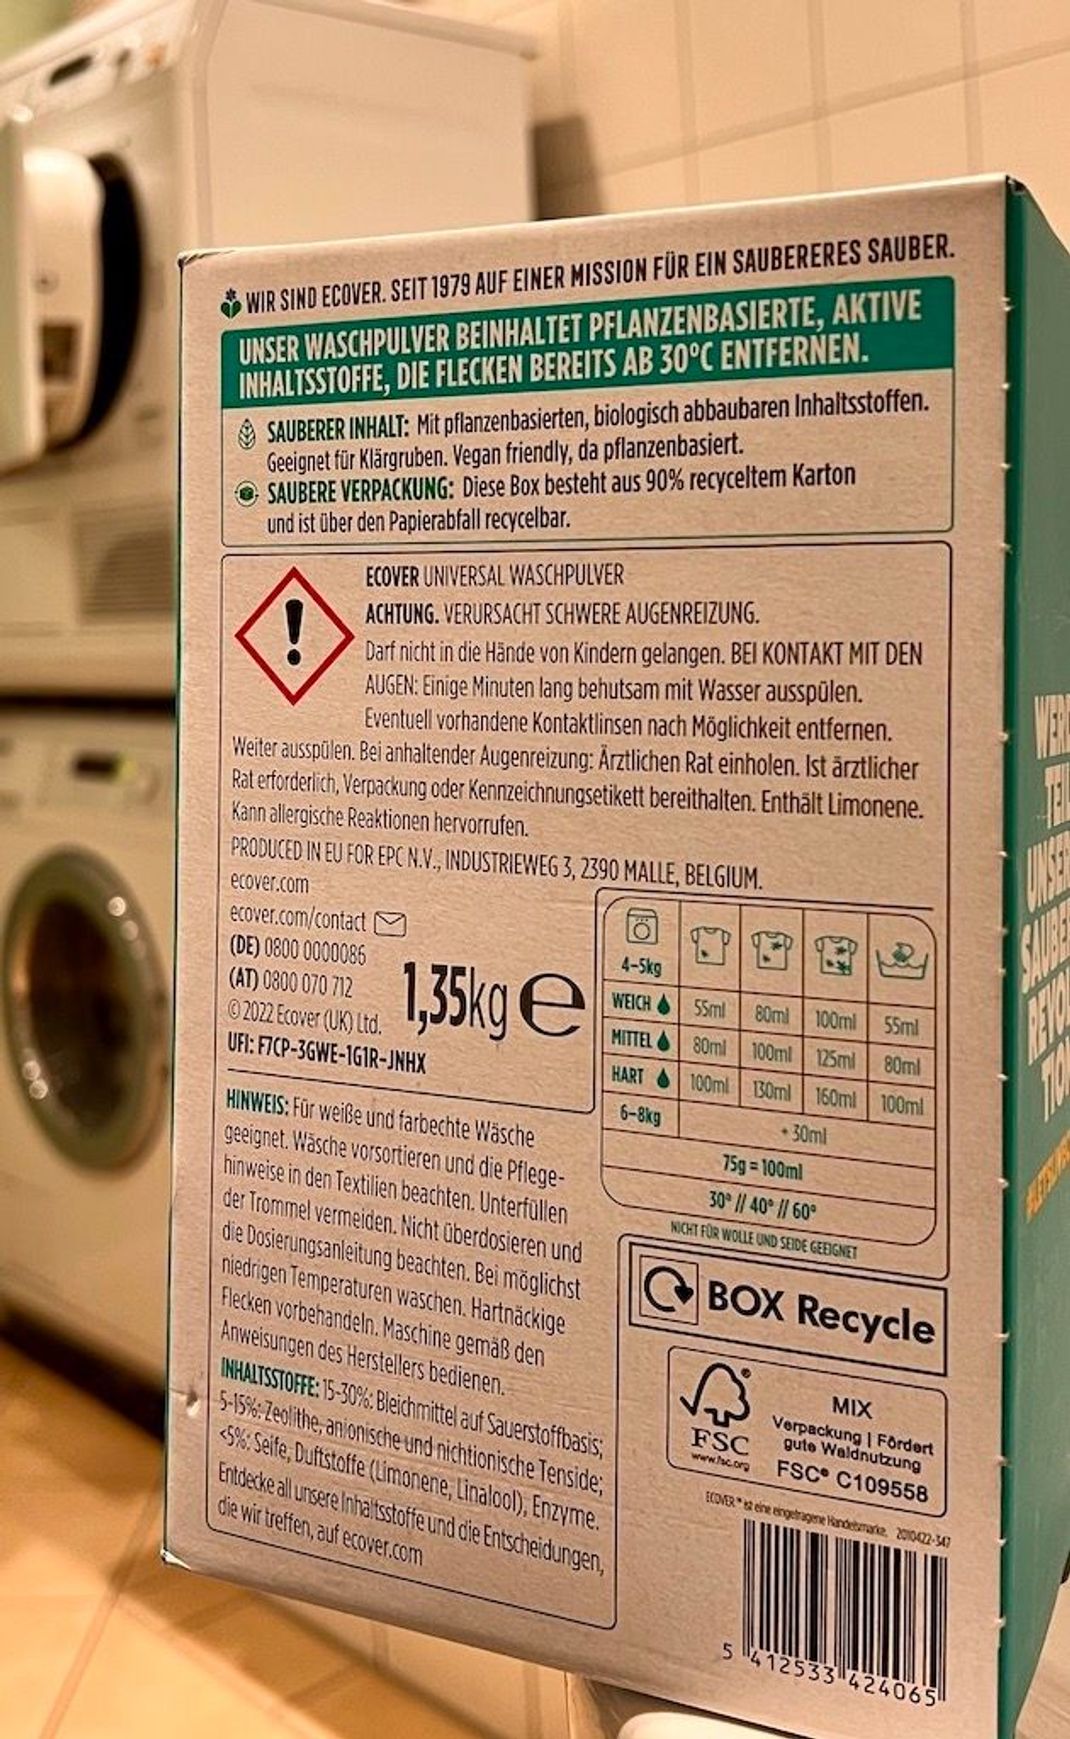 WIR SIND ECOVER. SEIT 1979 AUF EINER MISSION FÜR EIN SAUBERERES SAUBER.
UNSER WASCHPULVER BEINHALTET PFLANZENBASIERTE, AKTIVE
INHALTSSTOFFE, DIE FLECKEN BEREITS AB 30°C ENTFERNEN.
SAUBERER INHALT: Mit pflanzenbasierten, biologisch abbaubaren Inhaltsstoffen.
Geeignet für Klärgruben. Vegan friendly, da pflanzenbasiert.
SAUBERE VERPACKUNG: Diese Box besteht aus 90% recyceltem Karton
und ist über den Papierabfall recycelbar.
ECOVER UNIVERSAL WASCHPULVER
ACHTUNG. VERURSACHT SCHWERE AUGENREIZUNG.
Darf nicht in die Hände von Kindern gelangen. BEI KONTAKT MIT DEN
AUGEN: Einige Minuten lang behutsam mit Wasser ausspülen.
Eventuell vorhandene Kontaktlinsen nach Möglichkeit entfernen.
Weiter ausspülen. Bei anhaltender Augenreizung: Ärztlichen Rat einholen. Ist ärztlicher
Rat erforderlich, Verpackung oder Kennzeichnungsetikett bereithalten. Enthält Limonene.
Kann allergische Reaktionen hervorrufen.
PRODUCED IN EU FOR EPC N.V., INDUSTRIEWEG 3, 2390 MALLE, BELGIUM.
ecover.com
ecover.com/contact
(DE) 0800 0000086
(AT) 0800 070 712
© 2022 Ecover (UK) Ltd.
UFI: F7CP-3GWE-1G1R-JNHX
1,35kg e
4-5kg
WEICH 55ml 80ml 100ml 55ml
MITTEL 80ml 100ml 125ml 80ml
HART 100ml 130ml 160ml 100ml
6-8kg + 30ml
75g = 100ml
30° // 40° // 60°
NICHT FÜR WOLLE UND SEIDE GEEIGNET
HINWEIS: Für weiße und farbechte Wäsche
geeignet. Wäsche vorsortieren und die Pflege-
hinweise in den Textilien beachten. Unterfüllen
der Trommel vermeiden. Nicht überdosieren und
die Dosierungsanleitung beachten. Bei möglichst
niedrigen Temperaturen waschen. Hartnäckige
Flecken vorbehandeln. Maschine gemäß den
Anweisungen des Herstellers bedienen.
INHALTSSTOFFE: 15-30%: Bleichmittel auf Sauerstoffbasis;
5-15%: Zeolithe, anionische und nichtionische Tenside;
<5%: Seife, Duftstoffe (Limonene, Linalool), Enzyme.
Entdecke all unsere Inhaltsstoffe und die Entscheidungen,
die wir treffen, auf ecover.com
BOX Recycle
FSC
www.fsc.org
MIX
Verpackung | Fördert
gute Waldnutzung
FSC® C109558
ECOVER™ ist eine eingetragene Handelsmarke. 2010422-347
5 412533 424065